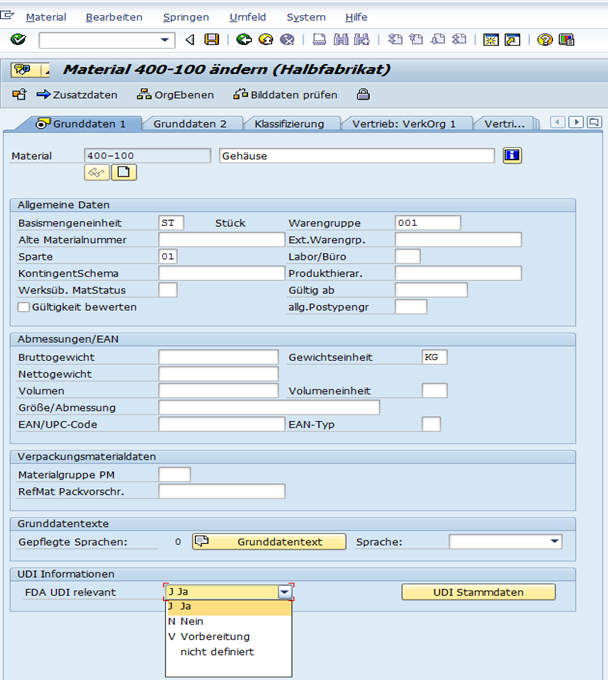 Material Bearbeiten Springen Umfeld System Hilfe
Material 400-100 ändern (Halbfabrikat)
Zusatzdaten OrgEbenen Bilddaten prüfen
Grunddaten 1 Grunddaten 2 Klassifizierung Vertrieb: VerkOrg 1 Vertri...
Material 400-100 Gehäuse
Allgemeine Daten
Basismengeneinheit ST Stück Warengruppe 001
Alte Materialnummer Ext.Warengrp.
Sparte 01 Labor/Büro
KontingentSchema Produkthierar.
Werksüb. MatStatus Gültig ab
Gültigkeit bewerten allg.Postypengr
Abmessungen/EAN
Bruttogewicht Gewichtseinheit KG
Nettogewicht
Volumen Volumeneinheit
Größe/Abmessung
EAN/UPC-Code EAN-Typ
Verpackungsmaterialdaten
Materialgruppe PM
RefMat Packvorschr.
Grunddatentexte
Gepflegte Sprachen: 0 Grunddatentext Sprache:
UDI Informationen
FDA UDI relevant J Ja UDI Stammdaten
J Ja
N Nein
V Vorbereitung
nicht definiert